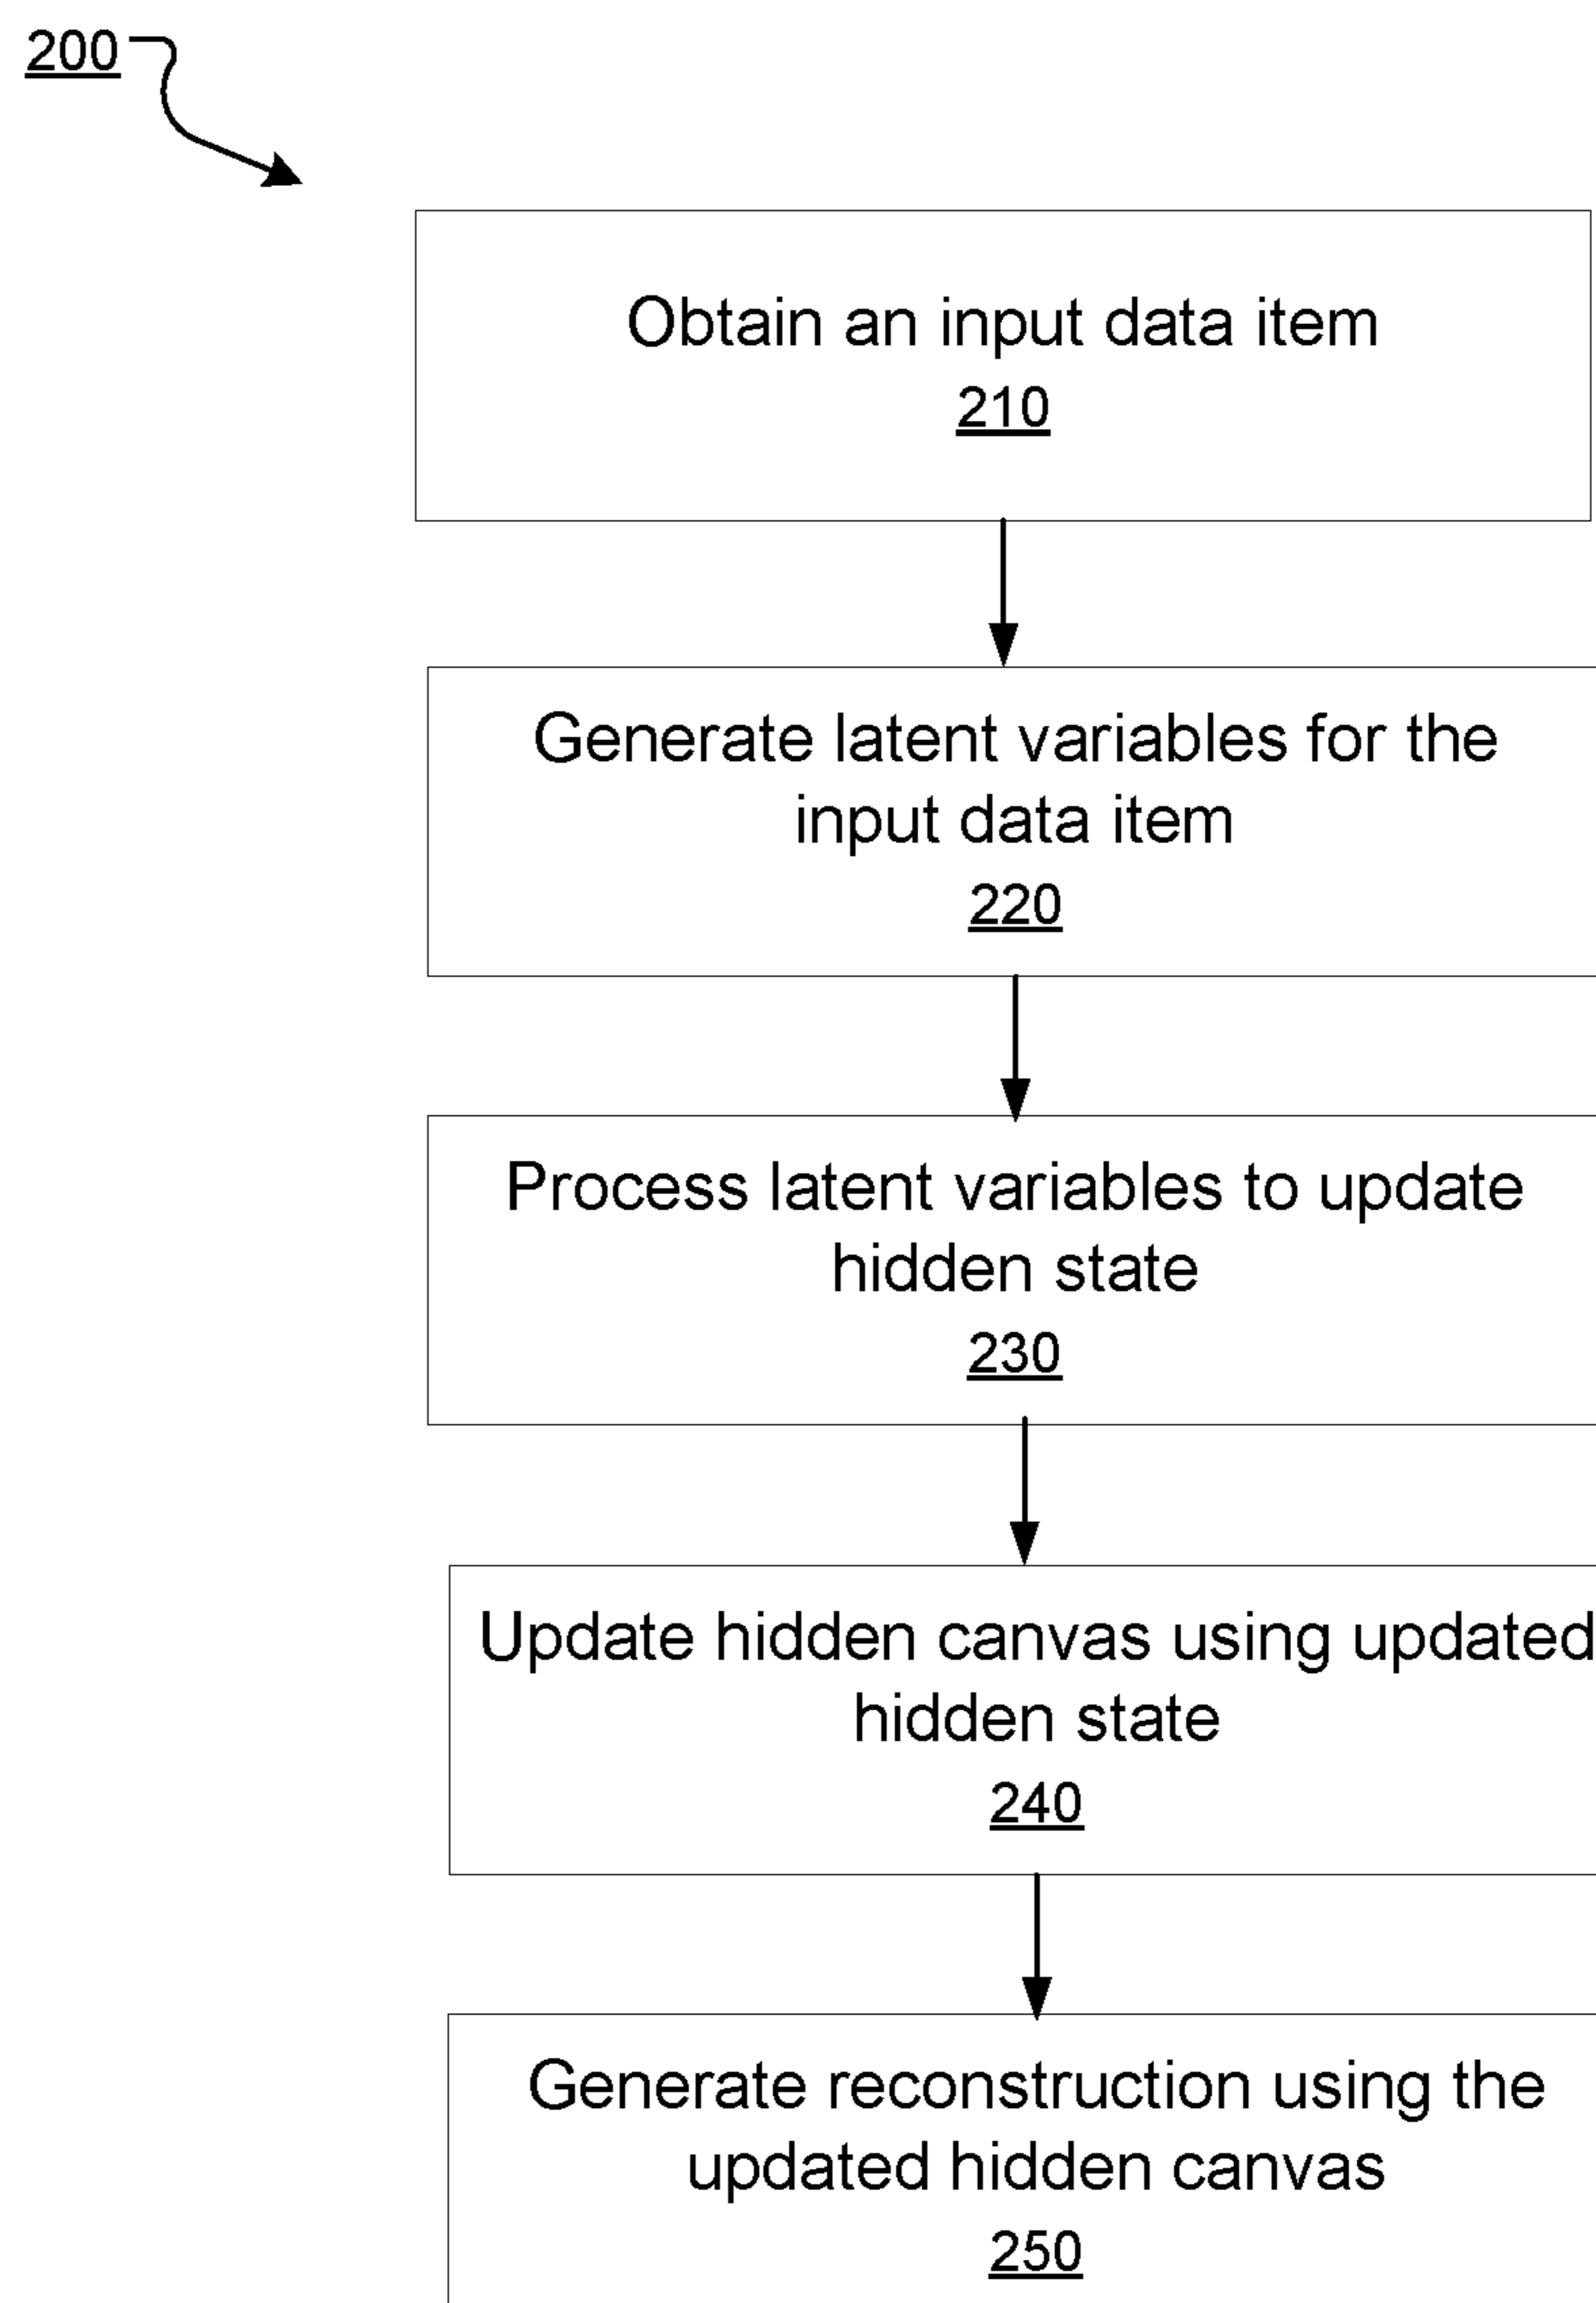 200
Obtain an input data item
210
Generate latent variables for the
input data item
220
Process latent variables to update
hidden state
230
Update hidden canvas using updated
hidden state
240
Generate reconstruction using the
updated hidden canvas
250